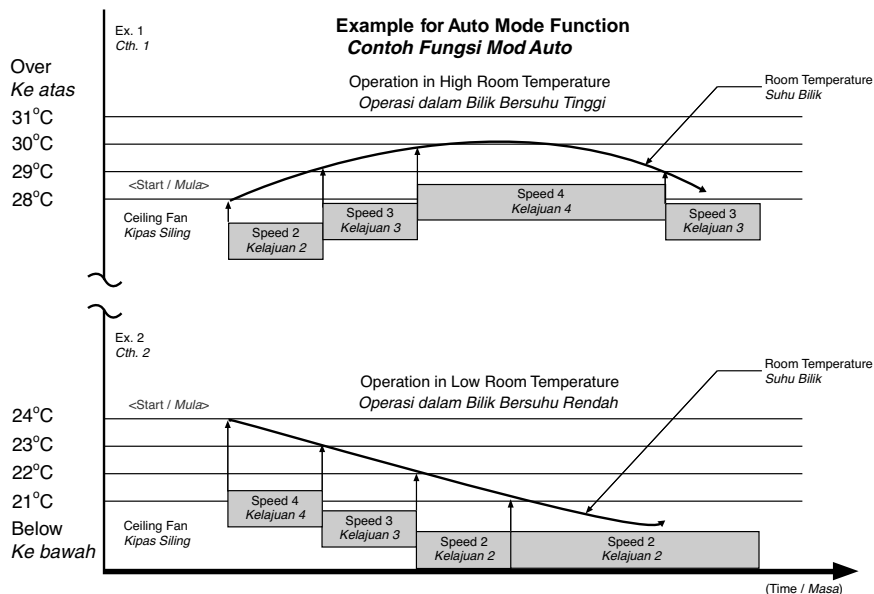 Ex. 1
Cth. 1
Example for Auto Mode Function
Contoh Fungsi Mod Auto
Over
Ke atas
Operation in High Room Temperature
Operasi dalam Bilik Bersuhu Tinggi
Room Temperature
Suhu Bilik
31°C
30°C
29°C
28°C
<Start / Mula>
Ceiling Fan
Kipas Siling
Speed 2
Kelajuan 2
Speed 3
Kelajuan 3
Speed 4
Kelajuan 4
Speed 3
Kelajuan 3
Ex. 2
Cth. 2
Operation in Low Room Temperature
Operasi dalam Bilik Bersuhu Rendah
Room Temperature
Suhu Bilik
<Start / Mula>
24°C
23°C
22°C
21°C
Below
Ke bawah
Ceiling Fan
Kipas Siling
Speed 4
Kelajuan 4
Speed 3
Kelajuan 3
Speed 2
Kelajuan 2
Speed 2
Kelajuan 2
(Time / Masa)